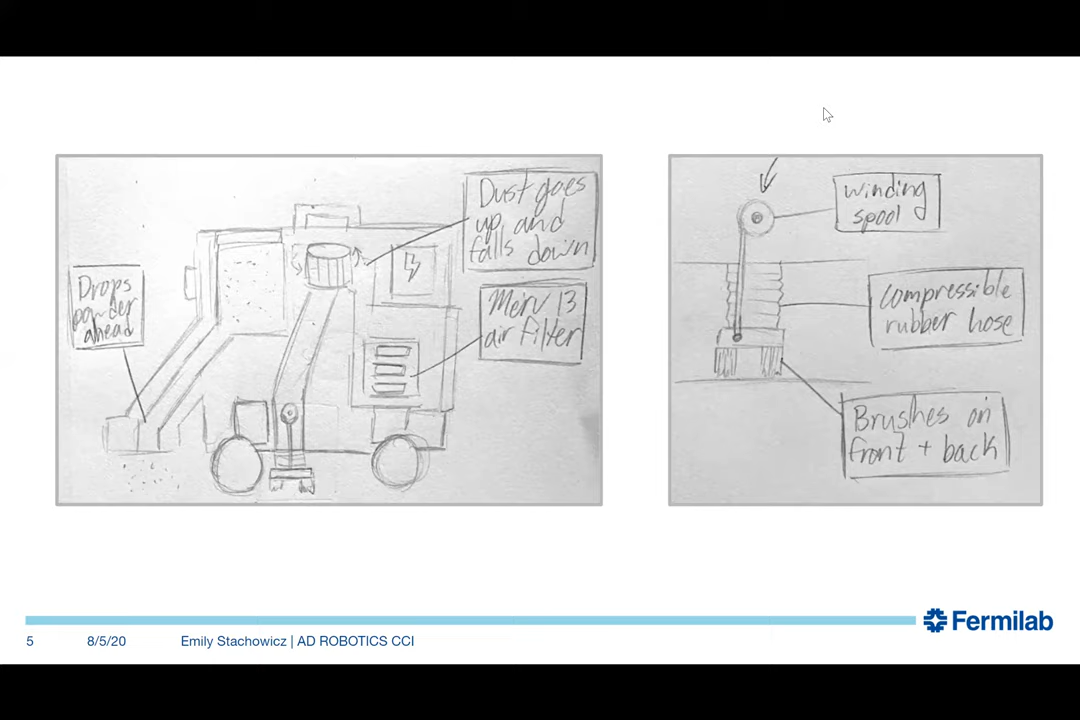 Dust goes
up, and
falls down
Merv 13
air filter
Drops
powder
ahead
winding
spool
compressible
rubber hose
Brushes on
front + back
5
8/5/20
Emily Stachowicz | AD ROBOTICS CCI
Fermilab